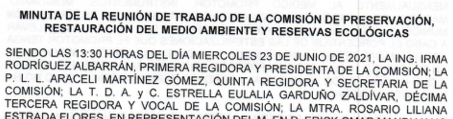 MINUTA DE LA REUNIÓN DE TRABAJO DE LA COMISIÓN DE PRESERVACIÓN,
RESTAURACIÓN DEL MEDIO AMBIENTE Y RESERVAS ECOLÓGICAS
SIENDO LAS 13:30 HORAS DEL DÍA MIERCOLES 23 DE JUNIO DE 2021, LA ING. IRMA
RODRÍGUEZ ALBARRÁN, PRIMERA REGIDORA Y PRESIDENTA DE LA COMISIÓN; LA
P. L. L. ARACELI MARTÍNEZ GÓMEZ, QUINTA REGIDORA Y SECRETARIA DE LA
COMISIÓN; LA T. D. A. y C. ESTRELLA EULALIA GARDUÑO ZALDÍVAR, DÉCIMA
TERCERA REGIDORA Y VOCAL DE LA COMISIÓN; LA MTRA. ROSARIO LILIANA
ESTRADA FLORES, EN REPRESENTACIÓN DEL M. EN D.